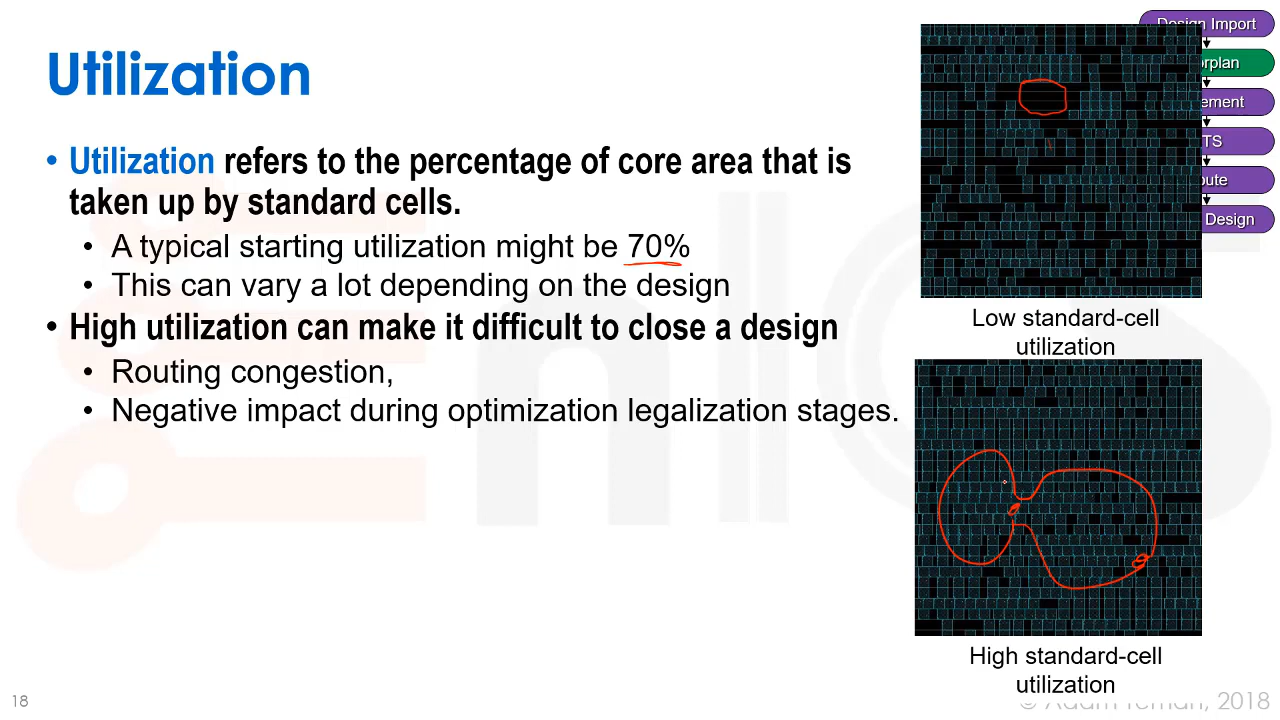 Utilization
• Utilization refers to the percentage of core area that is
taken up by standard cells.
• A typical starting utilization might be 70%
• This can vary a lot depending on the design
• High utilization can make it difficult to close a design
• Routing congestion,
• Negative impact during optimization legalization stages.
Design Import
Design
Low standard-cell
utilization
High standard-cell
utilization
18
2018